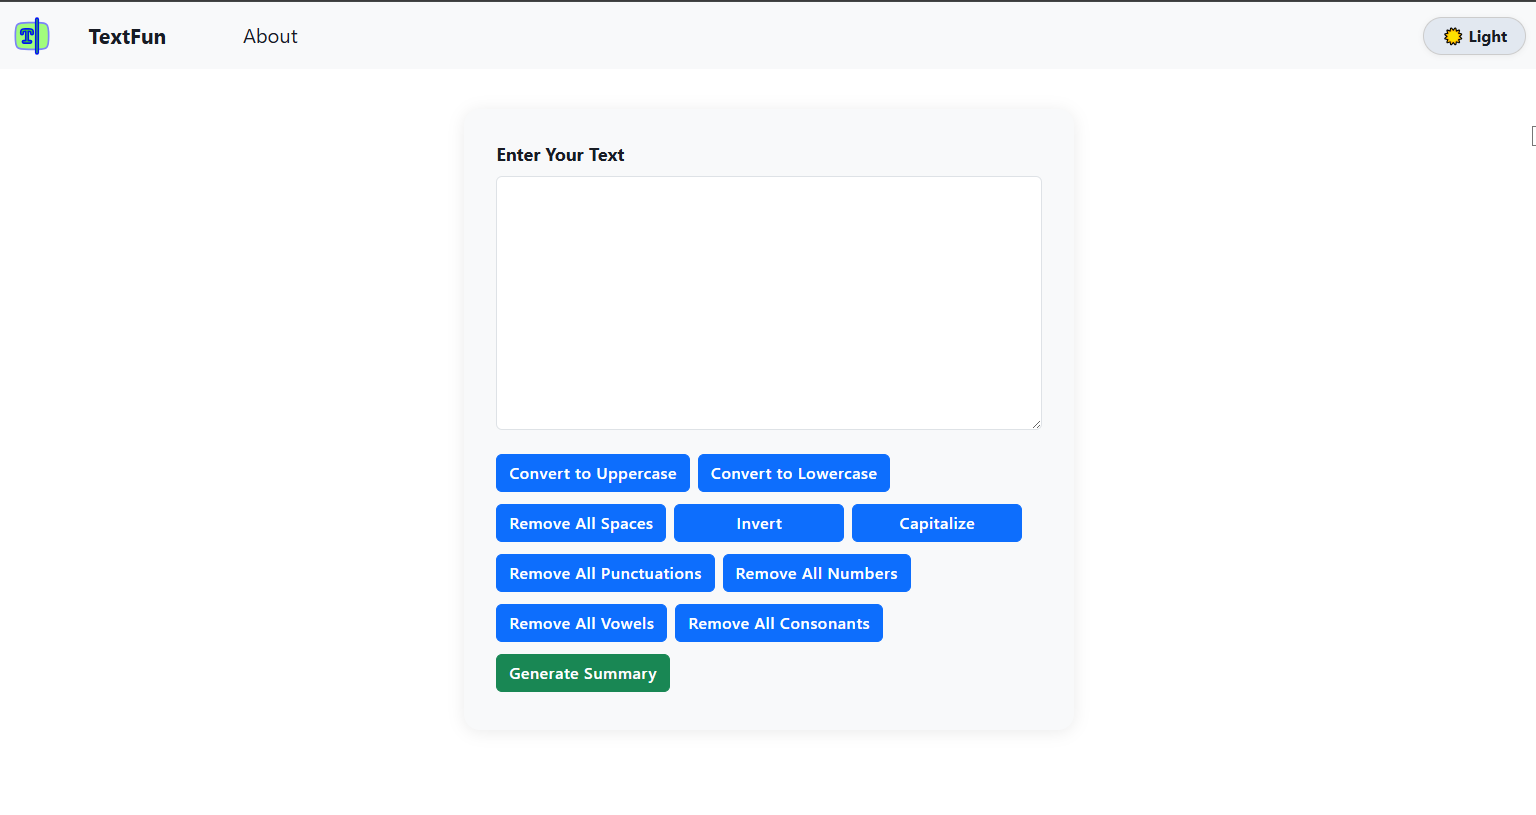 T
TextFun About Light
Enter Your Text
Convert to Uppercase Convert to Lowercase
Remove All Spaces Invert Capitalize
Remove All Punctuations Remove All Numbers
Remove All Vowels Remove All Consonants
Generate Summary